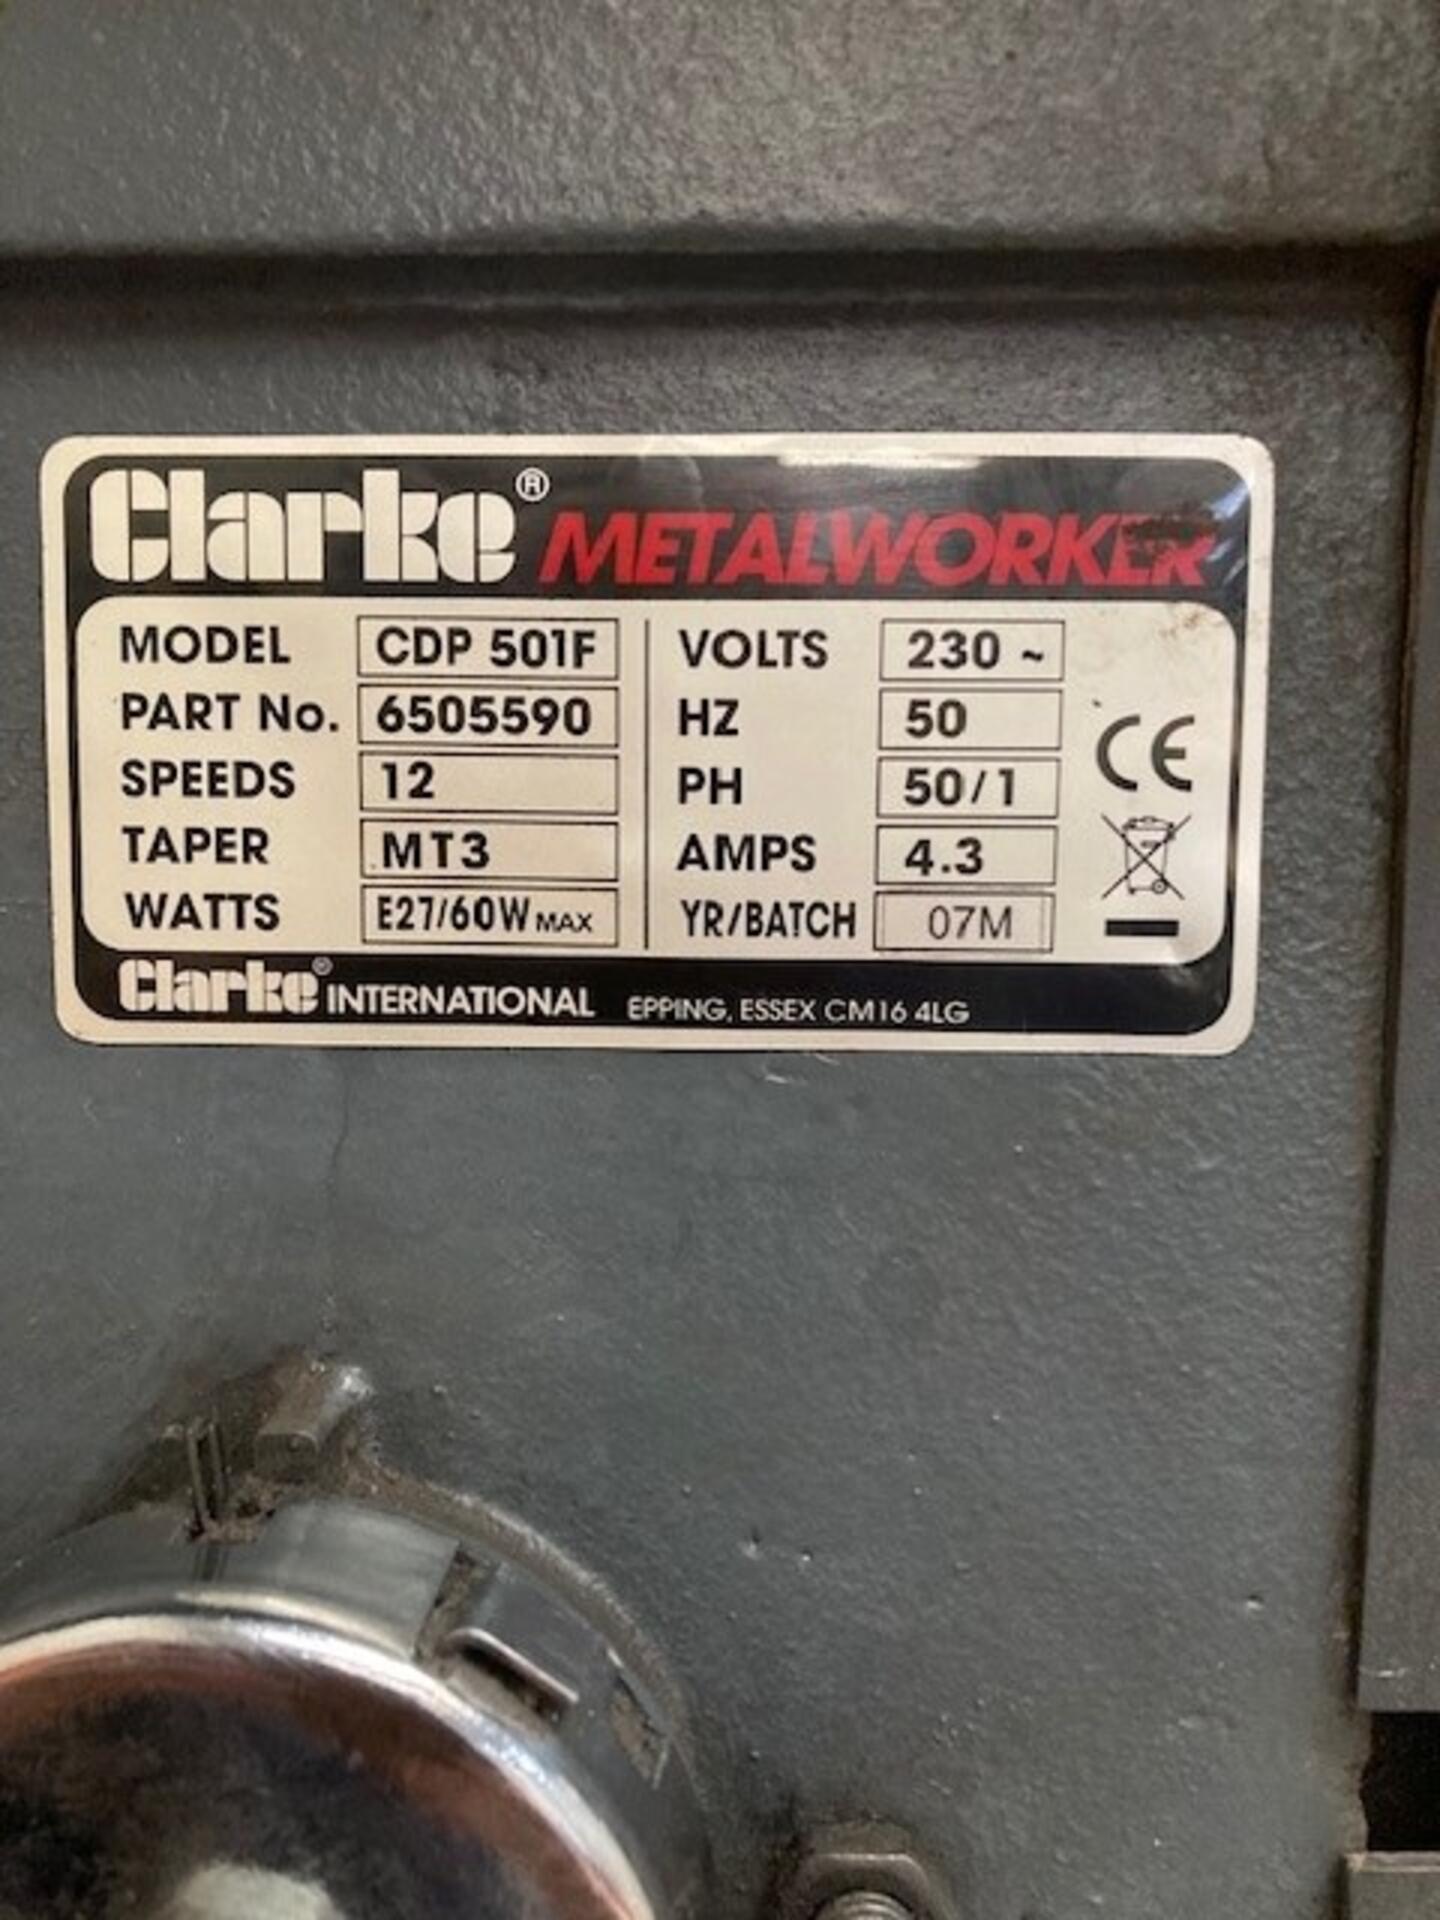 Clarke® METALWORKER
MODEL CDP 501F VOLTS 230 ~
PART No. 6505590 HZ 50
SPEEDS 12 PH 50/1
TAPER MT3 AMPS 4.3
WATTS E27/60W MAX YR/BATCH 07M
CE
Clarke® INTERNATIONAL EPPING, ESSEX CM16 4LG